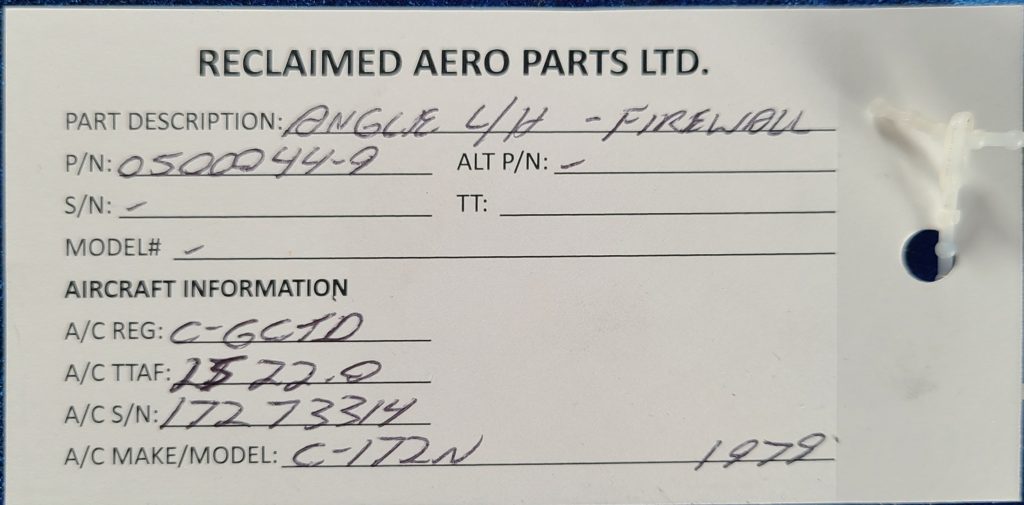 RECLAIMED AERO PARTS LTD.
PART DESCRIPTION: ANGLE L/H - FIREWALL
P/N: 0500044-9 ALT P/N: -
S/N: - TT:
MODEL# -
AIRCRAFT INFORMATION
A/C REG: C-GCTD
A/C TTAF: 22.0
A/C S/N: 17273314
A/C MAKE/MODEL: C-172N 1979